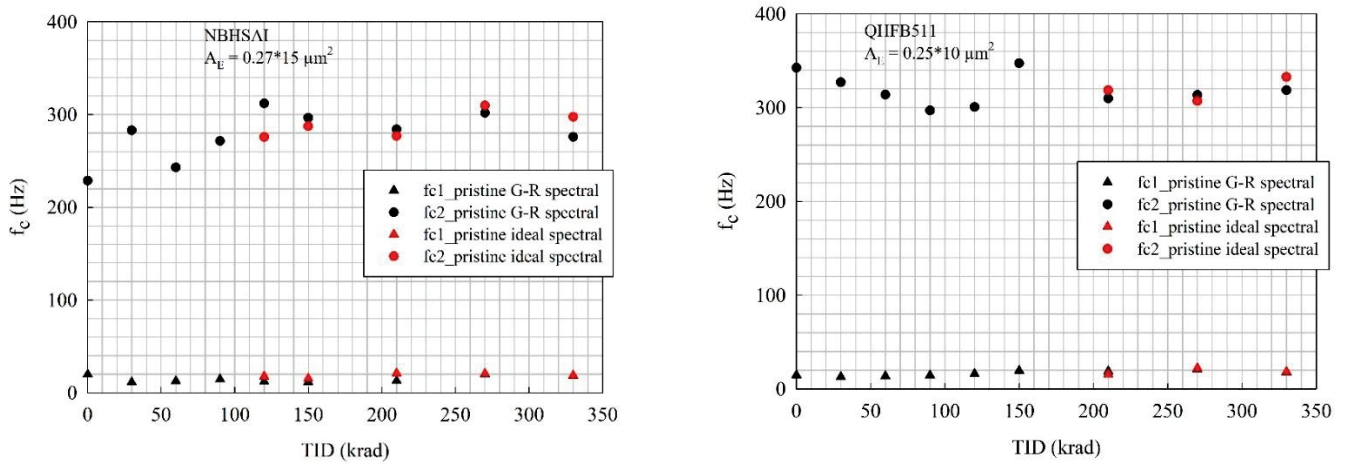 400
300
200
100
0
f_c (Hz)
NBHSAI
A_E = 0.27*15 µm²
fc1_pristine G-R spectral
fc2_pristine G-R spectral
fc1_pristine ideal spectral
fc2_pristine ideal spectral
0 50 100 150 200 250 300 350
TID (krad)
400
300
200
100
0
f_c (Hz)
QHFB511
A_E = 0.25*10 µm²
fc1_pristine G-R spectral
fc2_pristine G-R spectral
fc1_pristine ideal spectral
fc2_pristine ideal spectral
0 50 100 150 200 250 300 350
TID (krad)